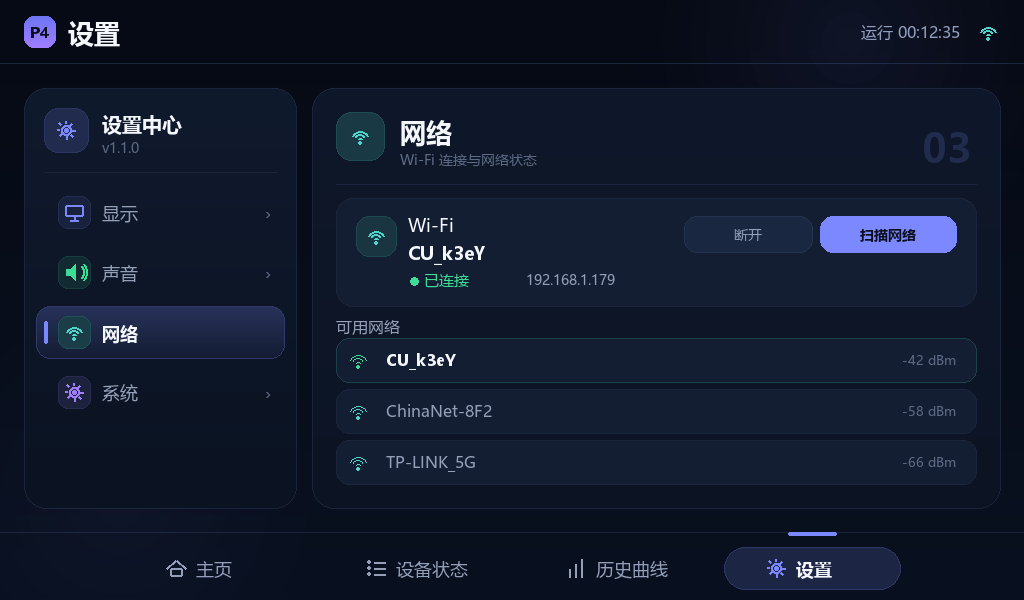 P4 设置
运行 00:12:35
设置中心
v1.1.0
显示 ›
声音 ›
网络
系统 ›
网络
Wi-Fi 连接与网络状态
03
Wi-Fi
CU_k3eY
已连接 192.168.1.179
断开
扫描网络
可用网络
CU_k3eY -42 dBm
ChinaNet-8F2 -58 dBm
TP-LINK_5G -66 dBm
主页 设备状态 历史曲线 设置